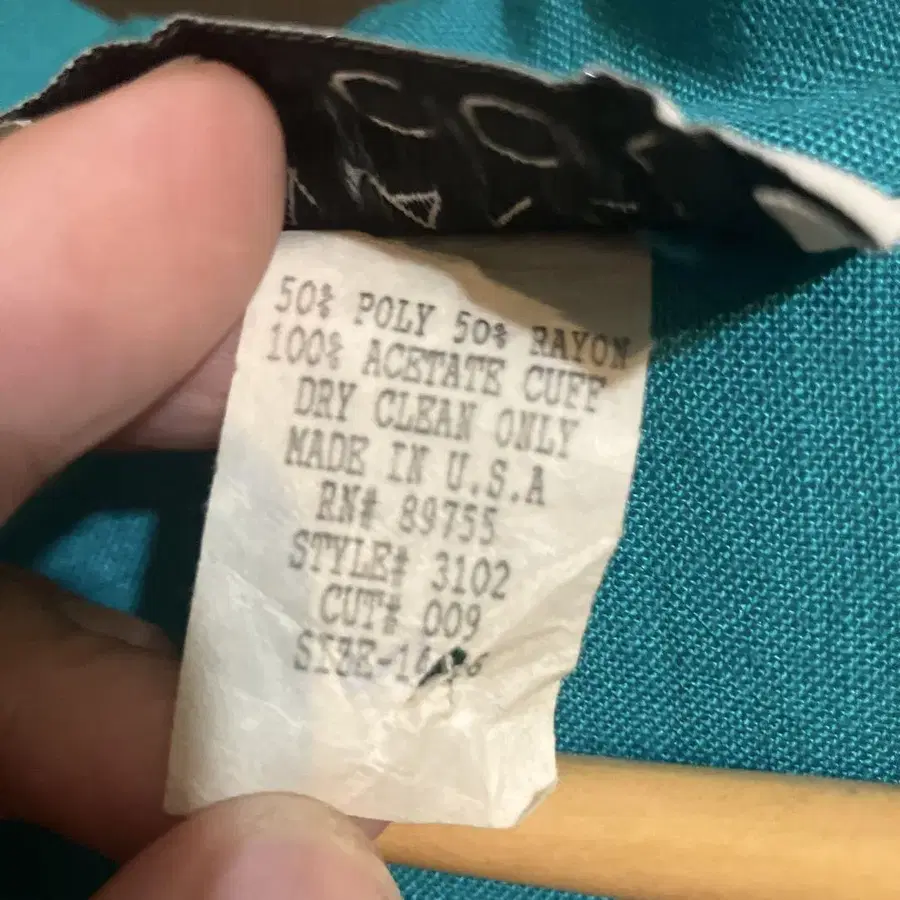 50% POLY 50% RAYON
100% ACETATE CUFF
DRY CLEAN ONLY
MADE IN U.S.A
RN# 89755
STYLE# 3102
CUT# 009